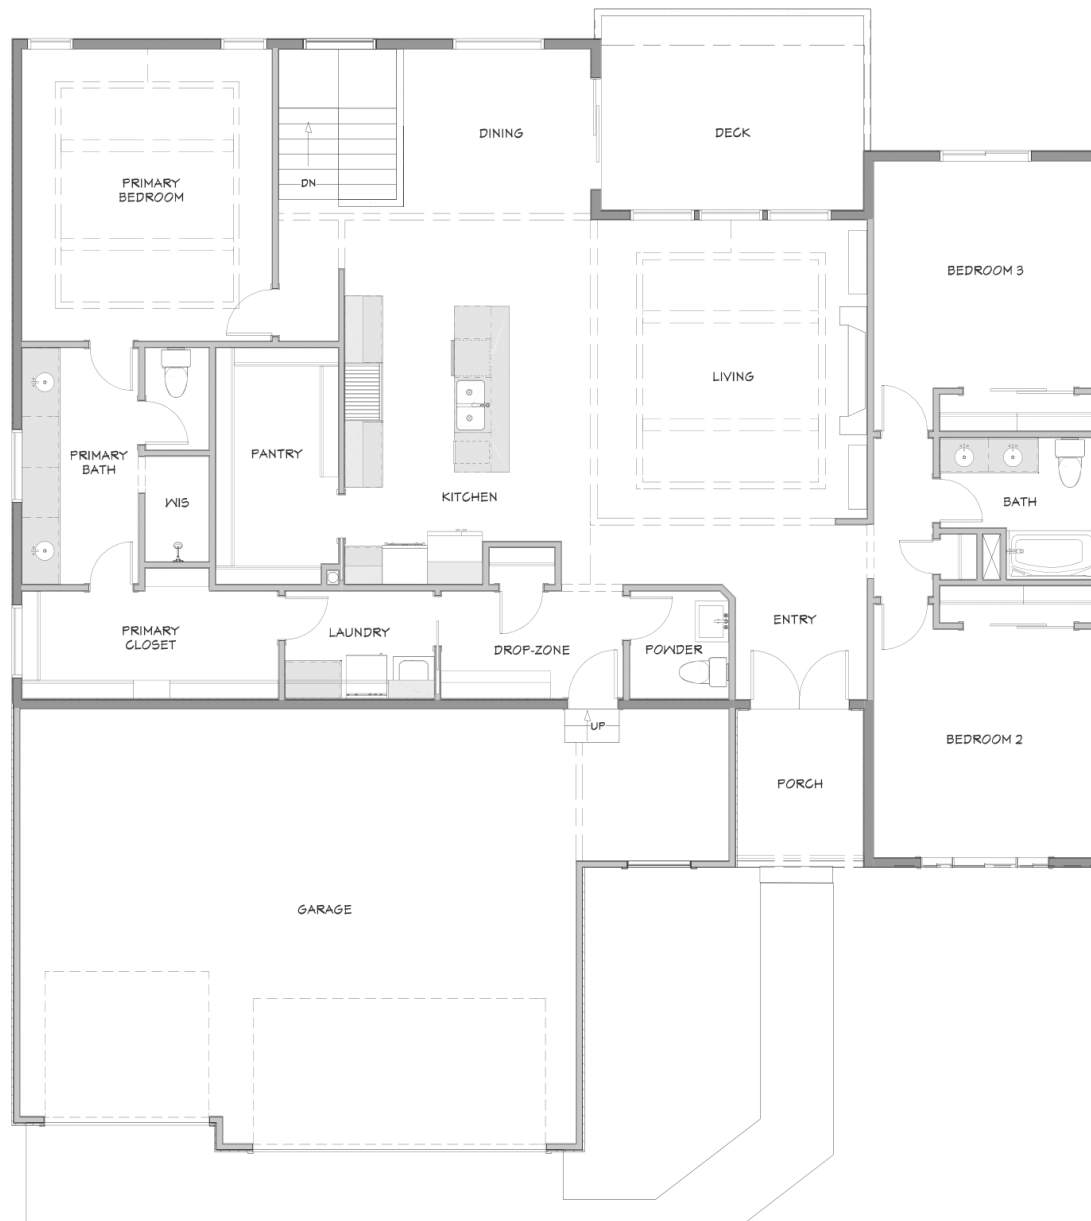 DINING
DECK
PRIMARY
BEDROOM
DN
BEDROOM 3
LIVING
PANTRY
PRIMARY
BATH
KITCHEN
WIS
BATH
PRIMARY
CLOSET
LAUNDRY
DROP-ZONE
POWDER
ENTRY
UP
BEDROOM 2
PORCH
GARAGE